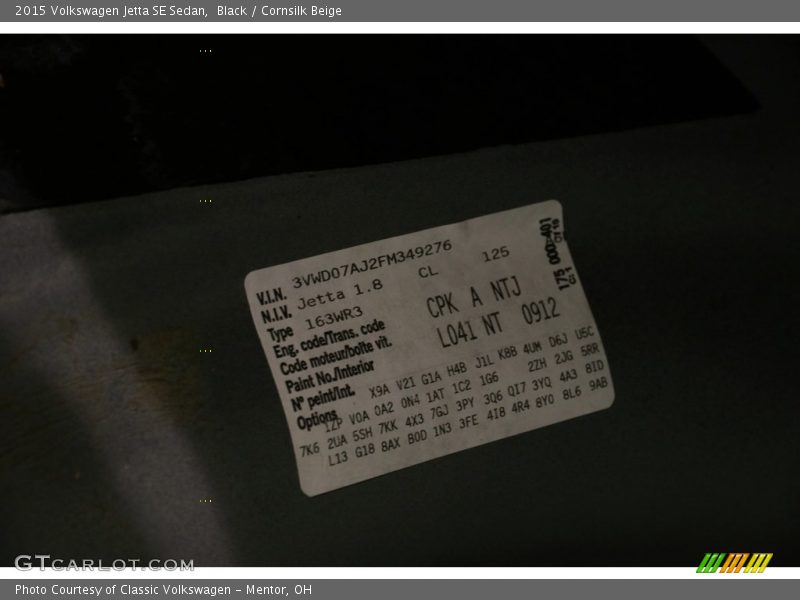 2015 Volkswagen Jetta SE Sedan, Black / Cornsilk Beige
V.I.N. 3VWD07AJ2FM349276
N.I.V. Jetta 1.8 CL 125
Type 163WR3
Eng. code/Trans. code CPK A NTJ
Code moteur/boîte vit.
Paint No./Interior L041 NT 0912
N° peint/int.
Options X9A V21 G1A H4B J1L K8B 4UM D6J U5C
1ZP V0A 0A2 0N4 1AT 1C2 1G6 2ZH 2JG 5RR
7K6 2UA 5SH 7KK 4X3 7GJ 3PY 3Q6 QI7 3YQ 4A3 8ID
L13 G18 8AX B0D 1N3 3FE 4I8 4R4 8Y0 8L6 9AB
GTCARLOT.COM
Photo Courtesy of Classic Volkswagen - Mentor, OH